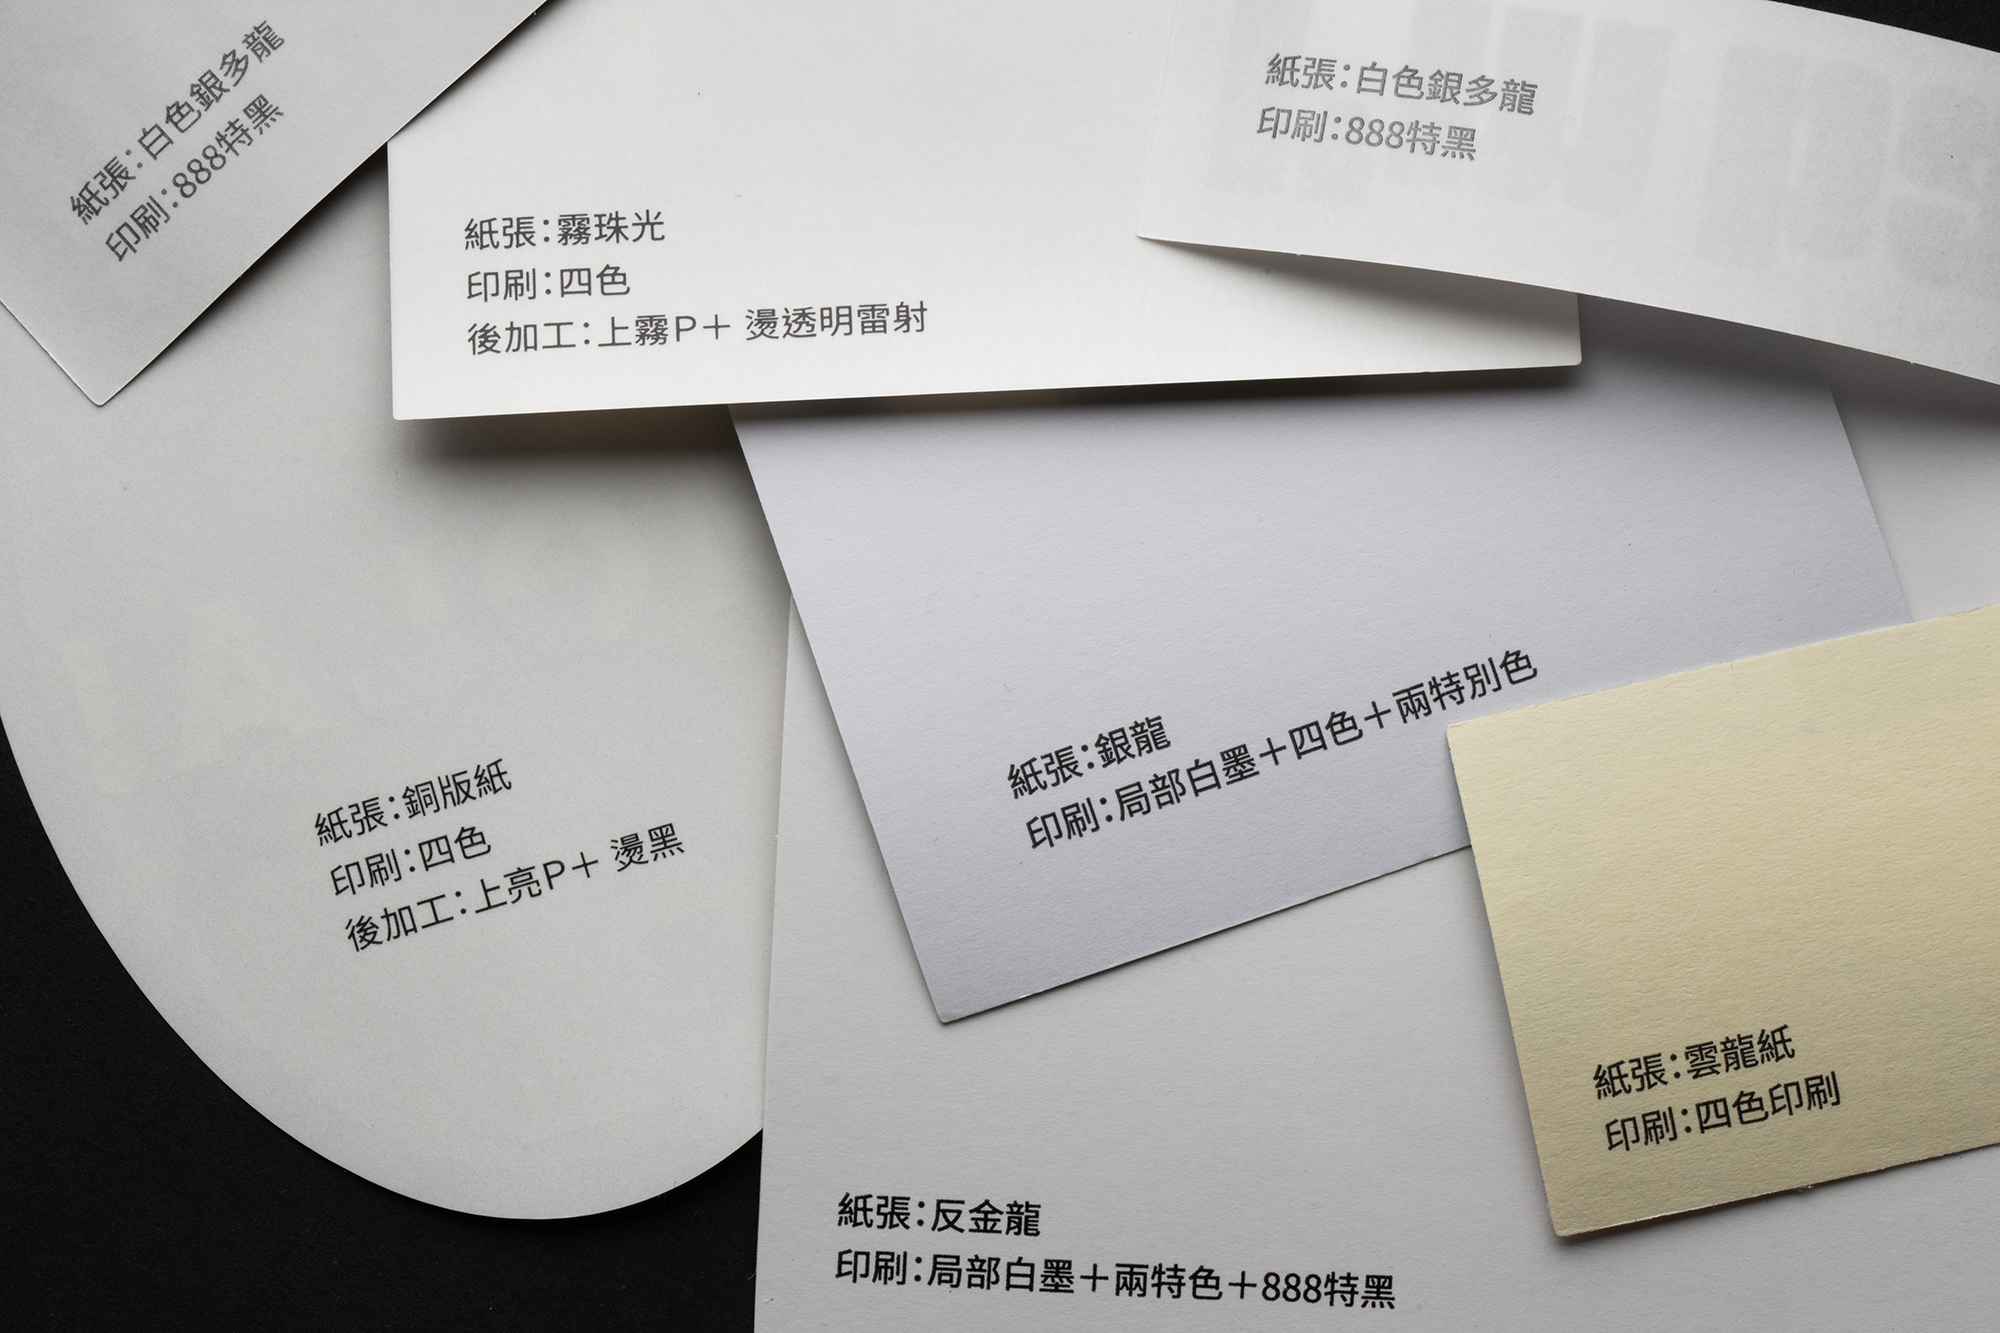 紙張：白色銀多龍
印刷：888特黑
紙張：霧珠光
印刷：四色
後加工：上霧P＋ 燙透明雷射
紙張：白色銀多龍
印刷：888特黑
紙張：銅版紙
印刷：四色
後加工：上亮P＋ 燙黑
紙張：銀龍
印刷：局部白墨＋四色＋兩特別色
紙張：雲龍紙
印刷：四色印刷
紙張：反金龍
印刷：局部白墨＋兩特色＋888特黑